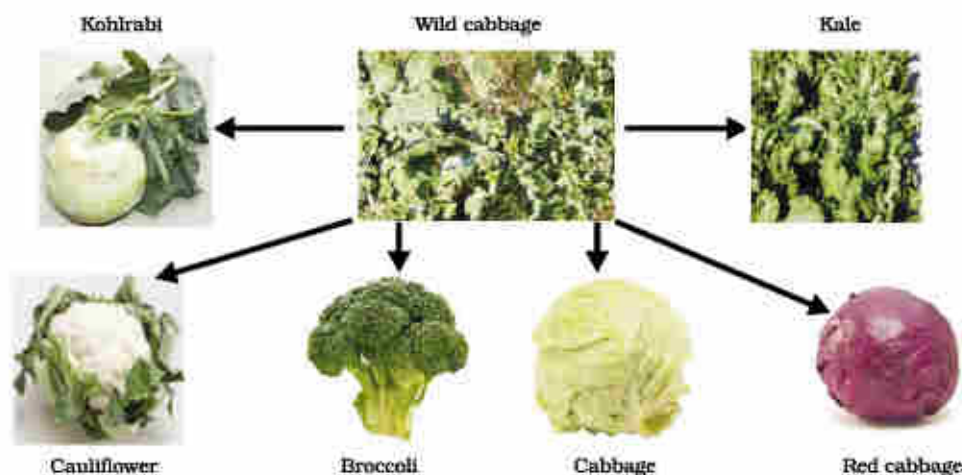 Kohlrabi
Wild cabbage
Kale
Cauliflower
Broccoli
Cabbage
Red cabbage